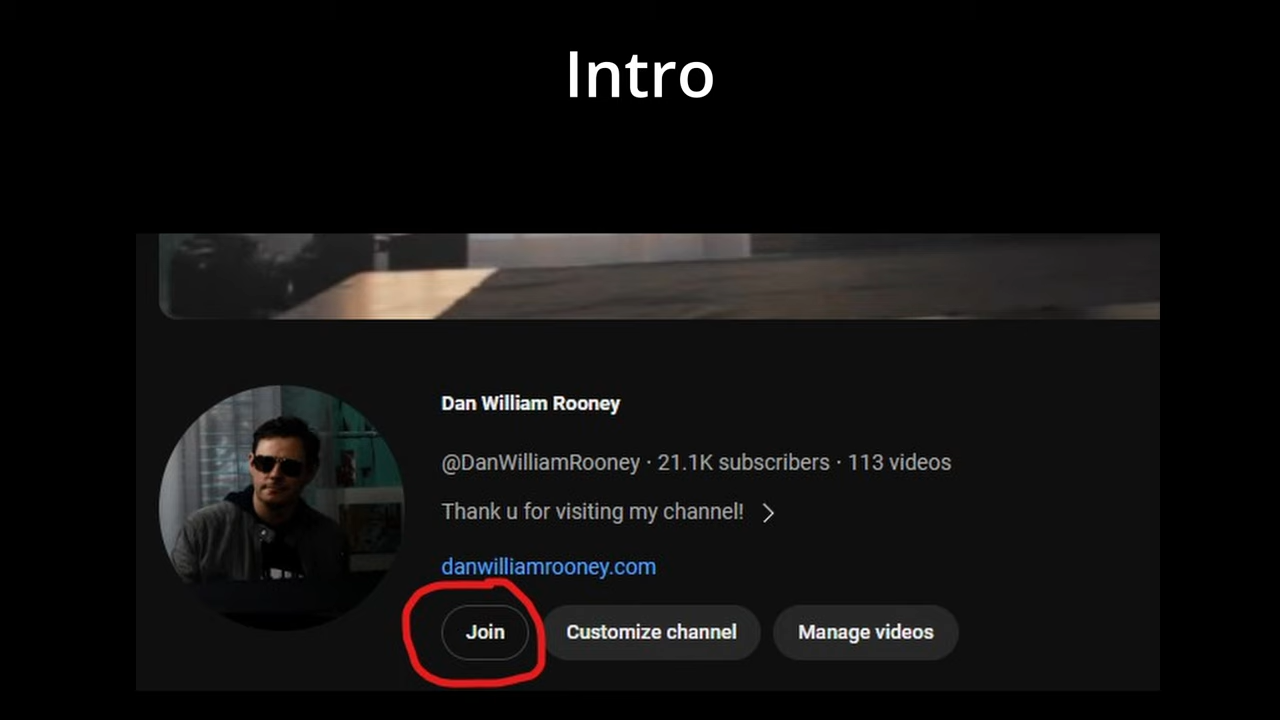 Intro
Dan William Rooney
@DanWilliamRooney · 21.1K subscribers · 113 videos
Thank u for visiting my channel!
danwilliamrooney.com
Join Customize channel Manage videos